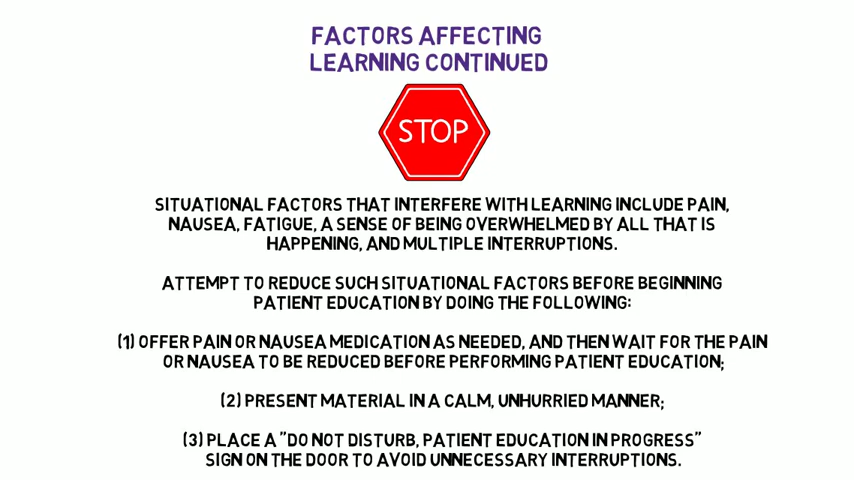 FACTORS AFFECTING
LEARNING CONTINUED
STOP
SITUATIONAL FACTORS THAT INTERFERE WITH LEARNING INCLUDE PAIN,
NAUSEA, FATIGUE, A SENSE OF BEING OVERWHELMED BY ALL THAT IS
HAPPENING, AND MULTIPLE INTERRUPTIONS.
ATTEMPT TO REDUCE SUCH SITUATIONAL FACTORS BEFORE BEGINNING
PATIENT EDUCATION BY DOING THE FOLLOWING:
(1) OFFER PAIN OR NAUSEA MEDICATION AS NEEDED, AND THEN WAIT FOR THE PAIN
OR NAUSEA TO BE REDUCED BEFORE PERFORMING PATIENT EDUCATION;
(2) PRESENT MATERIAL IN A CALM, UNHURRIED MANNER;
(3) PLACE A "DO NOT DISTURB, PATIENT EDUCATION IN PROGRESS"
SIGN ON THE DOOR TO AVOID UNNECESSARY INTERRUPTIONS.